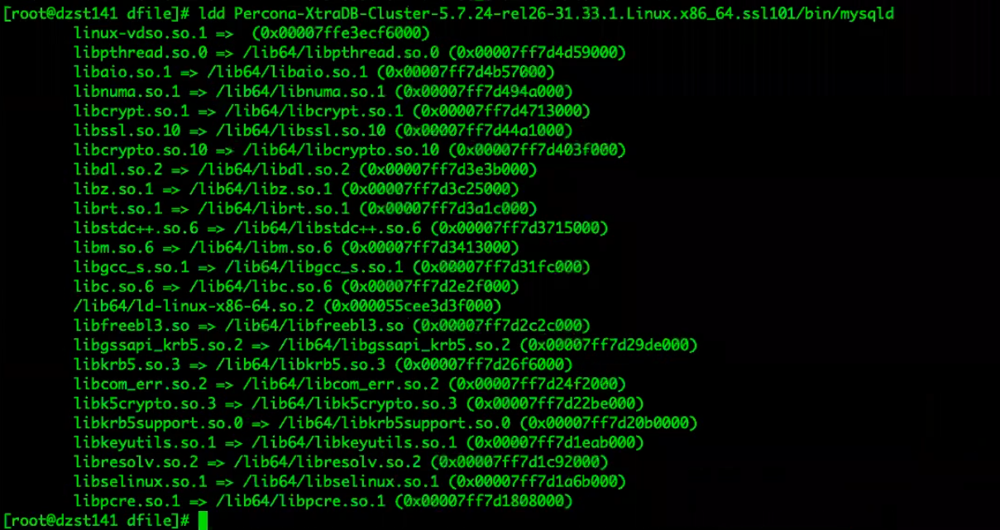 [root@dzst141 dfile]# ldd Percona-XtraDB-Cluster-5.7.24-rel26-31.33.1.Linux.x86_64.ssl101/bin/mysqld
linux-vdso.so.1 =>  (0x00007ffe3ecf6000)
libpthread.so.0 => /lib64/libpthread.so.0 (0x00007ff7d4d59000)
libaio.so.1 => /lib64/libaio.so.1 (0x00007ff7d4b57000)
libnuma.so.1 => /lib64/libnuma.so.1 (0x00007ff7d494a000)
libcrypt.so.1 => /lib64/libcrypt.so.1 (0x00007ff7d4713000)
libssl.so.10 => /lib64/libssl.so.10 (0x00007ff7d44a1000)
libcrypto.so.10 => /lib64/libcrypto.so.10 (0x00007ff7d403f000)
libdl.so.2 => /lib64/libdl.so.2 (0x00007ff7d3e3b000)
libz.so.1 => /lib64/libz.so.1 (0x00007ff7d3c25000)
librt.so.1 => /lib64/librt.so.1 (0x00007ff7d3a1c000)
libstdc++.so.6 => /lib64/libstdc++.so.6 (0x00007ff7d3715000)
libm.so.6 => /lib64/libm.so.6 (0x00007ff7d3413000)
libgcc_s.so.1 => /lib64/libgcc_s.so.1 (0x00007ff7d31fc000)
libc.so.6 => /lib64/libc.so.6 (0x00007ff7d2e2f000)
/lib64/ld-linux-x86-64.so.2 (0x000055cee3d3f000)
libfreebl3.so => /lib64/libfreebl3.so (0x00007ff7d2c2c000)
libgssapi_krb5.so.2 => /lib64/libgssapi_krb5.so.2 (0x00007ff7d29de000)
libkrb5.so.3 => /lib64/libkrb5.so.3 (0x00007ff7d26f6000)
libcom_err.so.2 => /lib64/libcom_err.so.2 (0x00007ff7d24f2000)
libk5crypto.so.3 => /lib64/libk5crypto.so.3 (0x00007ff7d22be000)
libkrb5support.so.0 => /lib64/libkrb5support.so.0 (0x00007ff7d20b0000)
libkeyutils.so.1 => /lib64/libkeyutils.so.1 (0x00007ff7d1eab000)
libresolv.so.2 => /lib64/libresolv.so.2 (0x00007ff7d1c92000)
libselinux.so.1 => /lib64/libselinux.so.1 (0x00007ff7d1a6b000)
libpcre.so.1 => /lib64/libpcre.so.1 (0x00007ff7d1808000)
[root@dzst141 dfile]#